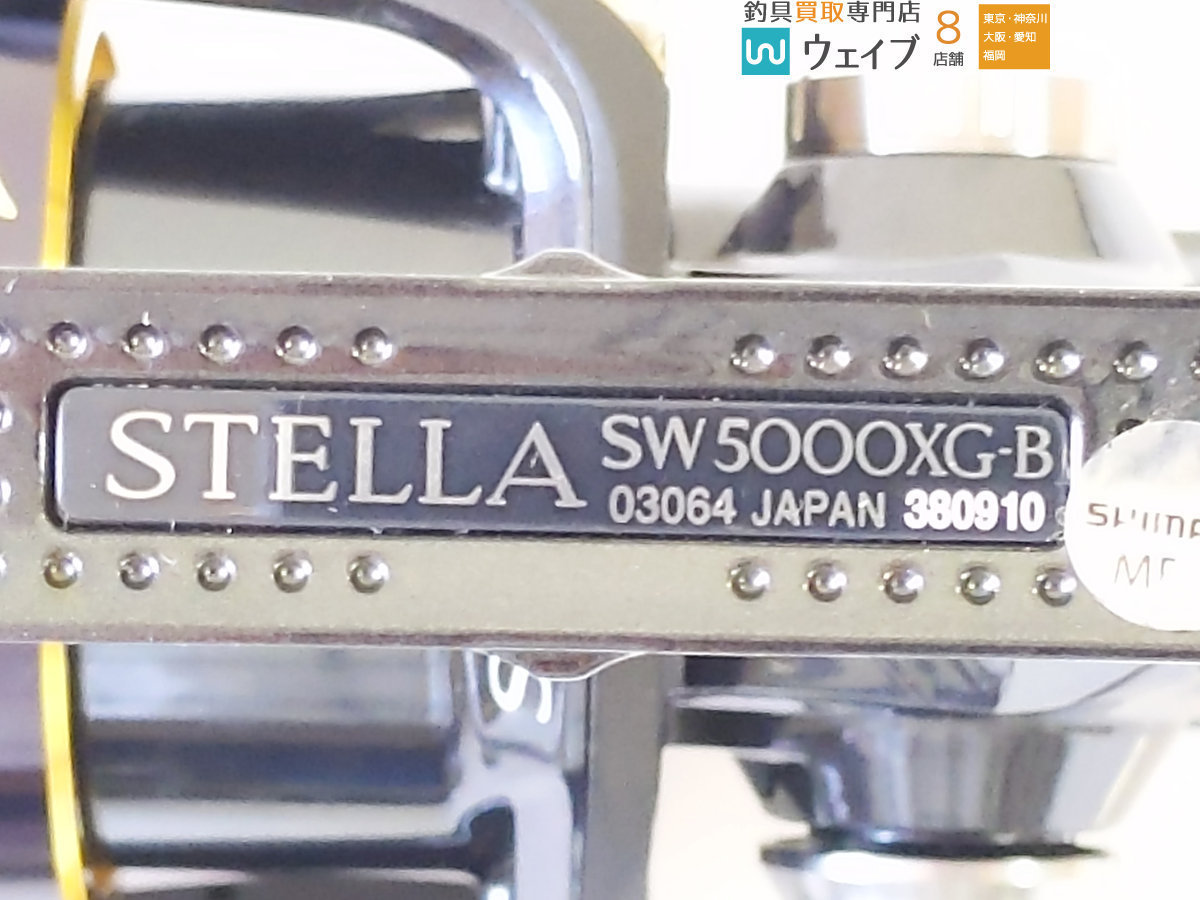 釣具買取専門店
ウェイブ
8
店舗
東京・神奈川
大阪・愛知
福岡
STELLA SW5000XG-B
03064 JAPAN 380910
S